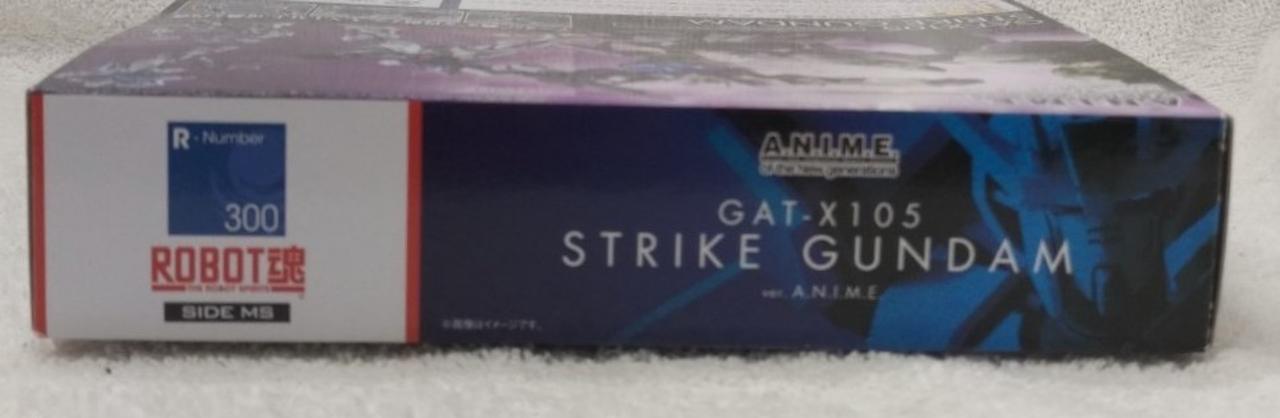 R-Number
300
ROBOT魂
THE ROBOT SPIRITS
SIDE MS
A.N.I.M.E.
of the New generations
GAT-X105
STRIKE GUNDAM
ver. A.N.I.M.E.
※画像はイメージです。